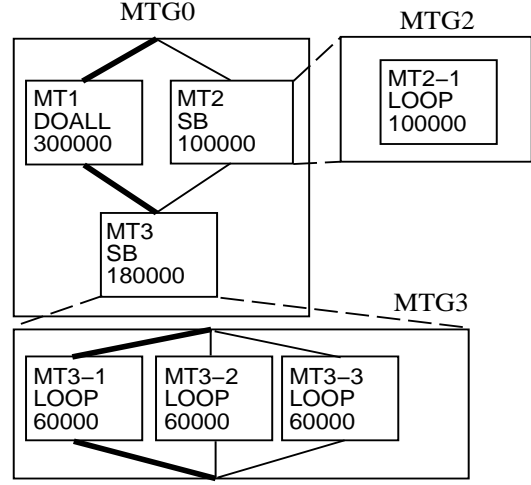 MTG0
MTG2
MT1
DOALL
300000
MT2
SB
100000
MT2−1
LOOP
100000
MT3
SB
180000
MTG3
MT3−1
LOOP
60000
MT3−2
LOOP
60000
MT3−3
LOOP
60000